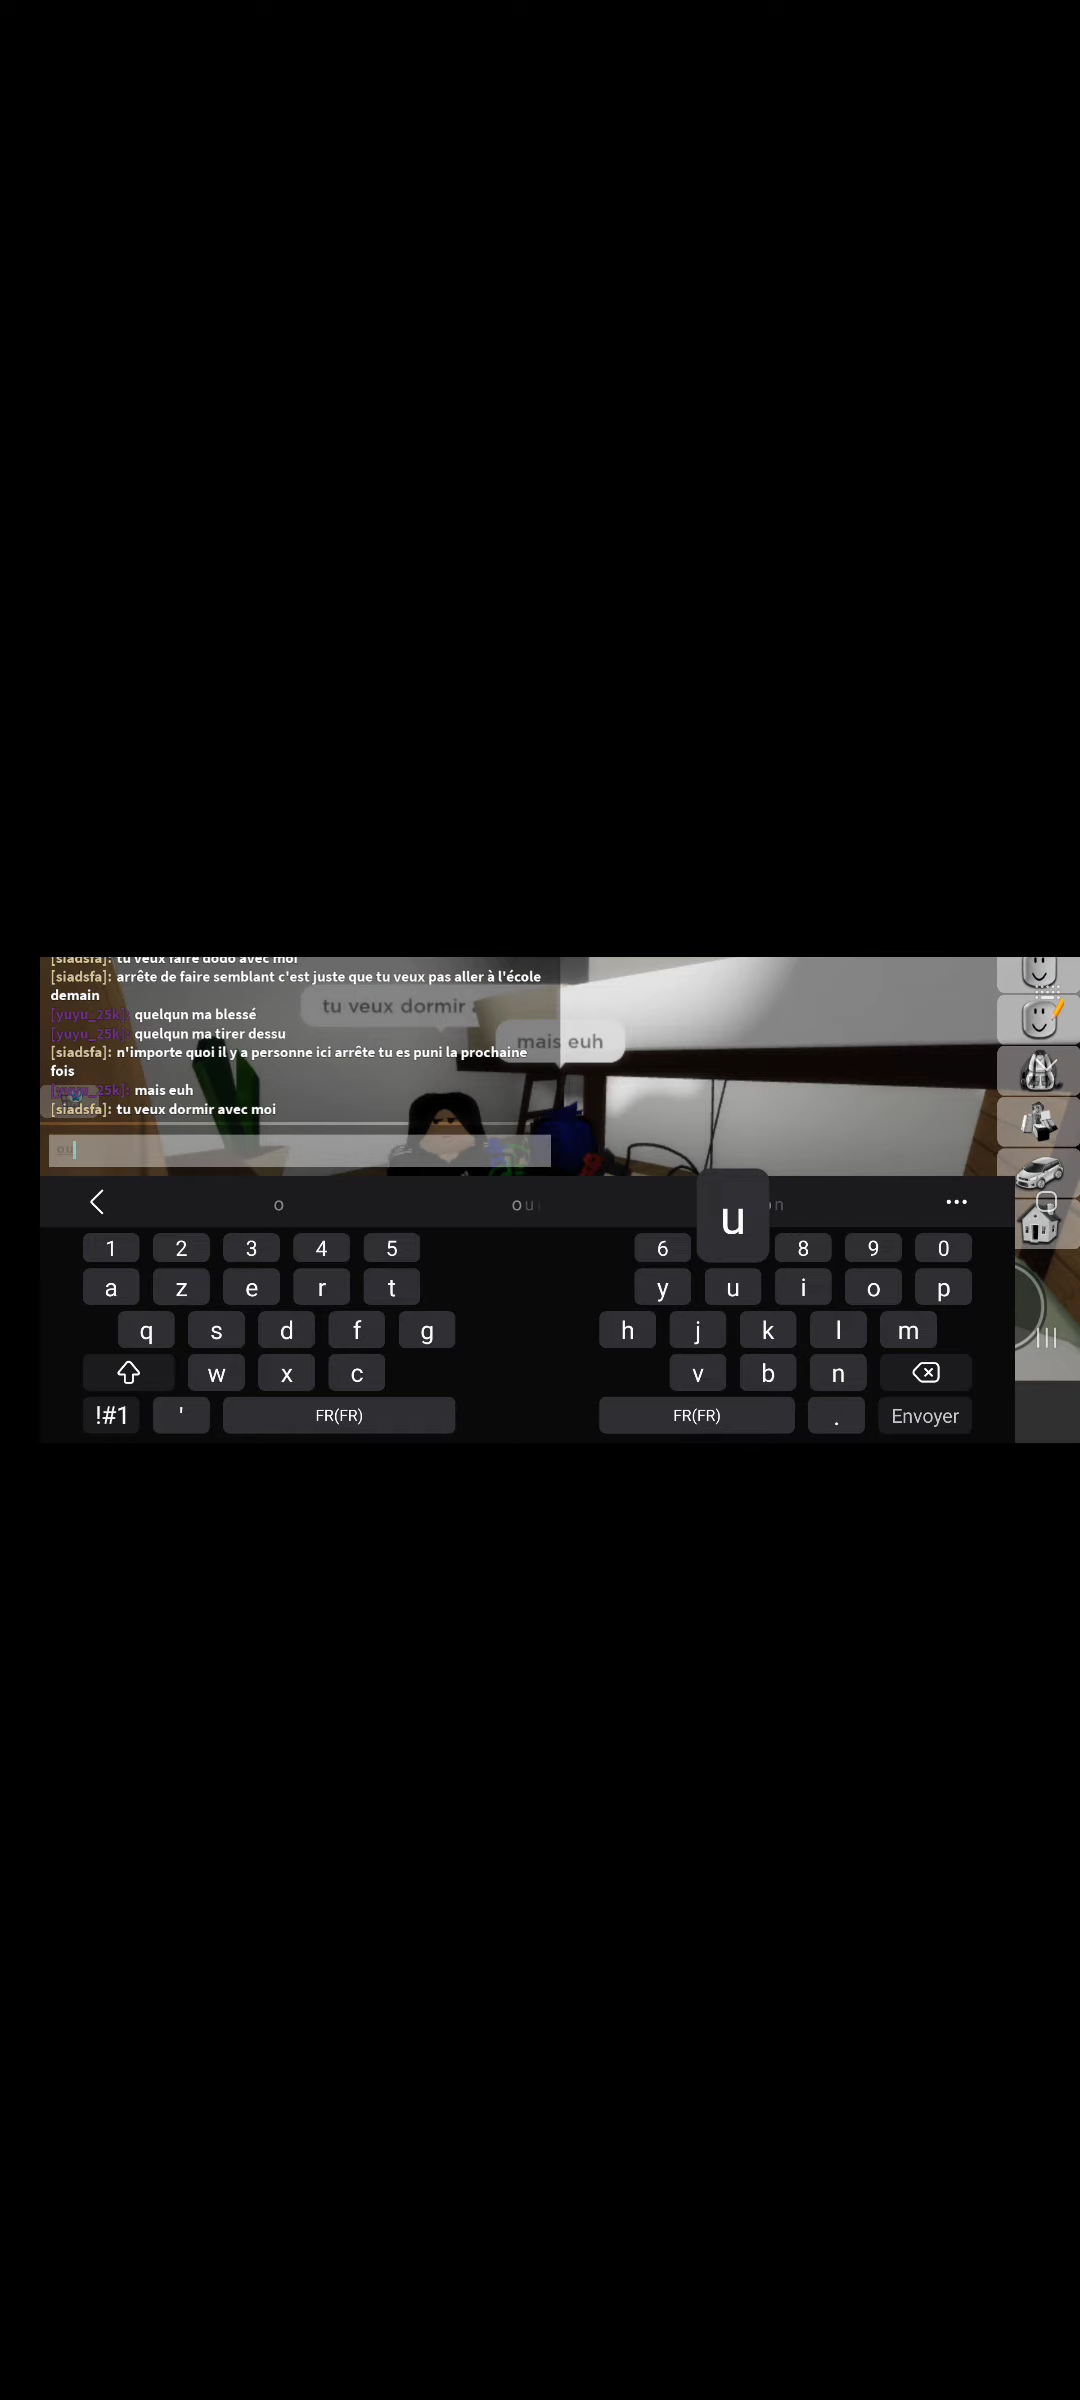 [siadsfa]: tu veux faire dodo avec moi
[siadsfa]: arrête de faire semblant c'est juste que tu veux pas aller à l'école
demain
[yuyu_25k]: quelqun ma blessé
[yuyu_25k]: quelqun ma tirer dessu
[siadsfa]: n'importe quoi il y a personne ici arrête tu es puni la prochaine
fois
[yuyu_25k]: mais euh
[siadsfa]: tu veux dormir avec moi
tu veux dormir
mais euh
ou
o
ou
u
1 2 3 4 5 6 8 9 0
a z e r t y u i o p
q s d f g h j k l m
w x c v b n
!#1 ' FR(FR) FR(FR) . Envoyer